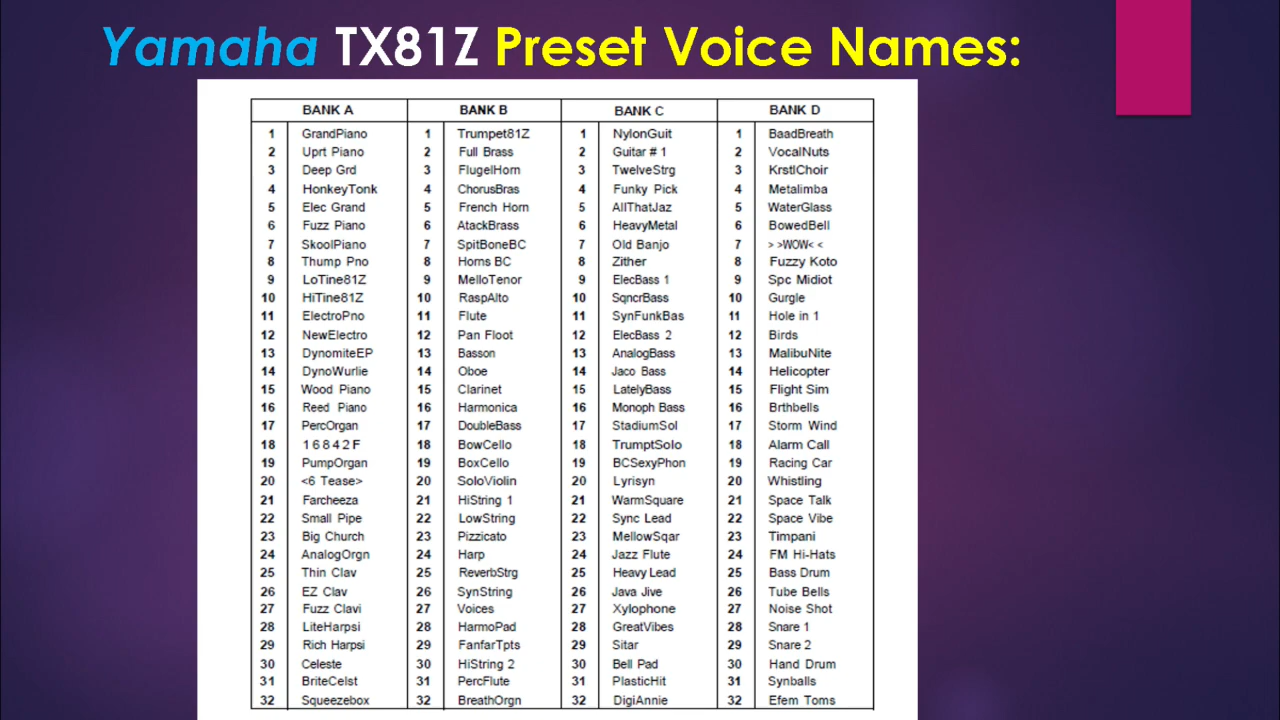 Yamaha TX81Z Preset Voice Names:
BANK A BANK B BANK C BANK D
1 GrandPiano 1 Trumpet81Z 1 NylonGuit 1 BaadBreath
2 Uprt Piano 2 Full Brass 2 Guitar # 1 2 VocalNuts
3 Deep Grd 3 FlugelHorn 3 TwelveStrg 3 KrstlChoir
4 HonkeyTonk 4 ChorusBras 4 Funky Pick 4 Metalimba
5 Elec Grand 5 French Horn 5 AllThatJaz 5 WaterGlass
6 Fuzz Piano 6 AtackBrass 6 HeavyMetal 6 BowedBell
7 SkoolPiano 7 SpitBoneBC 7 Old Banjo 7 > >WOW< <
8 Thump Pno 8 Horns BC 8 Zither 8 Fuzzy Koto
9 LoTine81Z 9 MelloTenor 9 ElecBass 1 9 Spc Midiot
10 HiTine81Z 10 RaspAlto 10 SqncrBass 10 Gurgle
11 ElectroPno 11 Flute 11 SynFunkBas 11 Hole in 1
12 NewElectro 12 Pan Floot 12 ElecBass 2 12 Birds
13 DynomiteEP 13 Basson 13 AnalogBass 13 MalibuNite
14 DynoWurlie 14 Oboe 14 Jaco Bass 14 Helicopter
15 Wood Piano 15 Clarinet 15 LatelyBass 15 Flight Sim
16 Reed Piano 16 Harmonica 16 Monoph Bass 16 Brthbells
17 PercOrgan 17 DoubleBass 17 StadiumSol 17 Storm Wind
18 1 6 8 4 2 F 18 BowCello 18 TrumptSolo 18 Alarm Call
19 PumpOrgan 19 BoxCello 19 BCSexyPhon 19 Racing Car
20 <6 Tease> 20 SoloViolin 20 Lyrisyn 20 Whistling
21 Farcheeza 21 HiString 1 21 WarmSquare 21 Space Talk
22 Small Pipe 22 LowString 22 Sync Lead 22 Space Vibe
23 Big Church 23 Pizzicato 23 MellowSqar 23 Timpani
24 AnalogOrgn 24 Harp 24 Jazz Flute 24 FM Hi-Hats
25 Thin Clav 25 ReverbStrg 25 Heavy Lead 25 Bass Drum
26 EZ Clav 26 SynString 26 Java Jive 26 Tube Bells
27 Fuzz Clavi 27 Voices 27 Xylophone 27 Noise Shot
28 LiteHarpsi 28 HarmoPad 28 GreatVibes 28 Snare 1
29 Rich Harpsi 29 FanfarTpts 29 Sitar 29 Snare 2
30 Celeste 30 HiString 2 30 Bell Pad 30 Hand Drum
31 BriteCelst 31 PercFlute 31 PlasticHit 31 Synballs
32 Squeezebox 32 BreathOrgn 32 DigiAnnie 32 Efem Toms